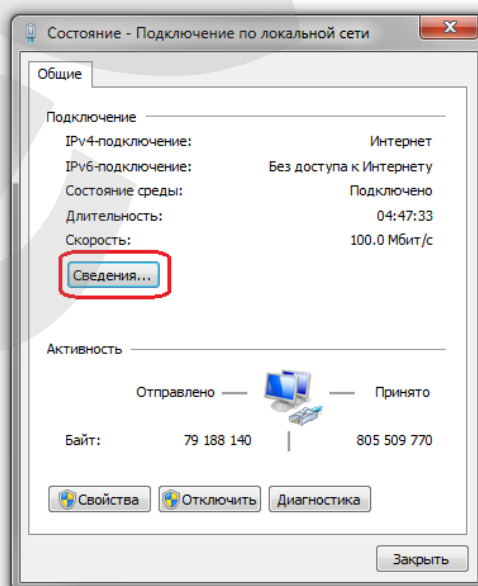 Состояние - Подключение по локальной сети
Общие
Подключение
IPv4-подключение: Интернет
IPv6-подключение: Без доступа к Интернету
Состояние среды: Подключено
Длительность: 04:47:33
Скорость: 100.0 Мбит/с
Сведения...
Активность
Отправлено — — Принято
Байт: 79 188 140 | 805 509 770
Свойства Отключить Диагностика
Закрыть